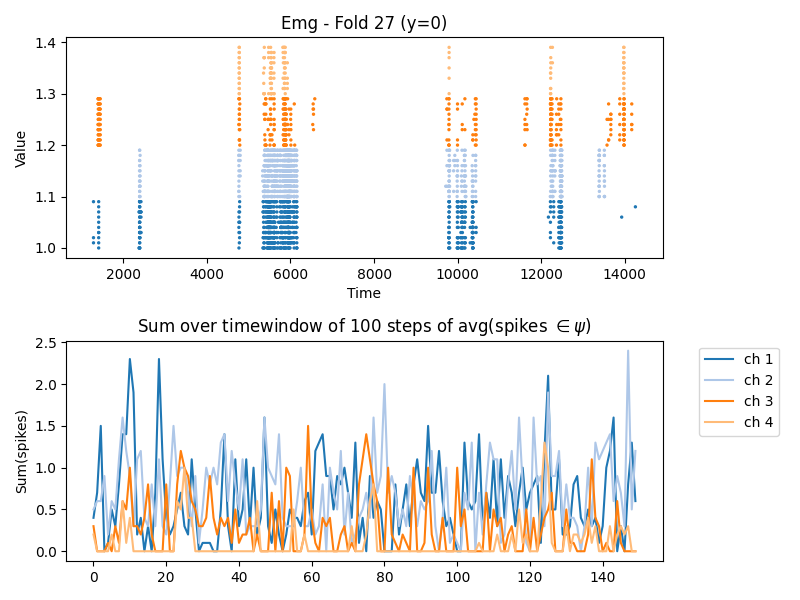 Emg - Fold 27 (y=0)
1.4
1.3
1.2
1.1
1.0
Value
2000 4000 6000 8000 10000 12000 14000
Time
Sum over timewindow of 100 steps of avg(spikes ∈ ψ)
2.5
2.0
1.5
1.0
0.5
0.0
Sum(spikes)
0 20 40 60 80 100 120 140
ch 1
ch 2
ch 3
ch 4